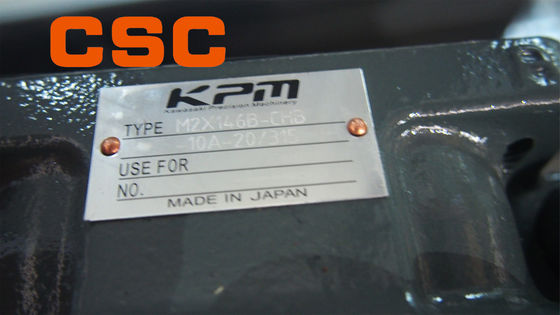 CSC
KPM
Kawasaki Precision Machinery
TYPE M2X146B-CHB
-10A-20/315
USE FOR
NO.
MADE IN JAPAN